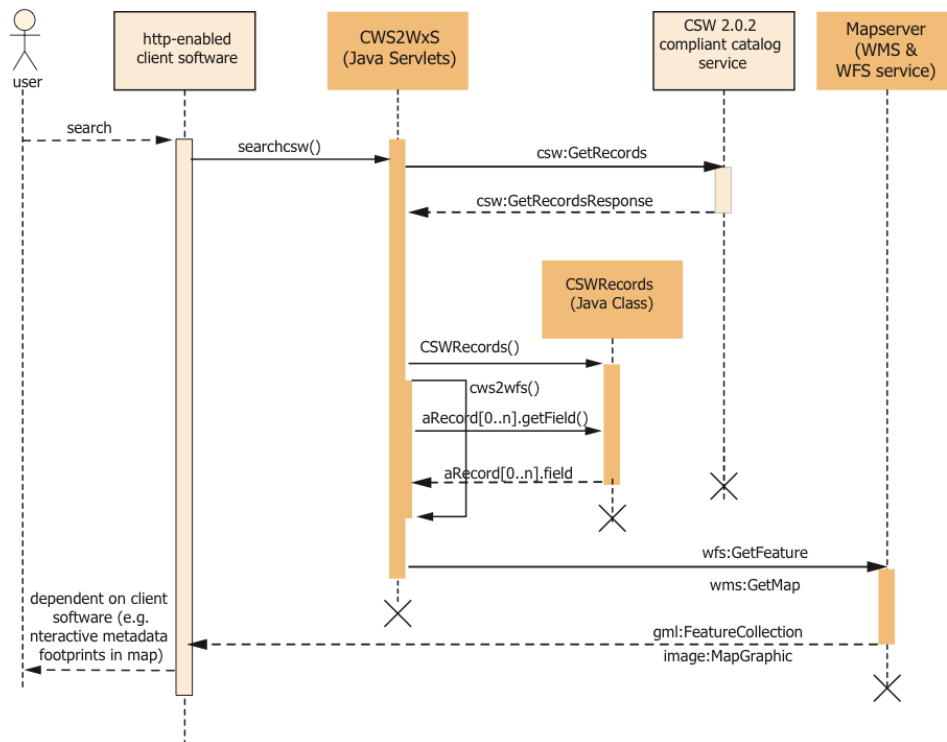 http-enabled
client software
CWS2WxS
(Java Servlets)
CSW 2.0.2
compliant catalog
service
Mapserver
(WMS &
WFS service)
user
search
searchcsw()
csw:GetRecords
csw:GetRecordsResponse
CSWRecords
(Java Class)
CSWRecords()
cws2wfs()
aRecord[0..n].getField()
aRecord[0..n].field
wfs:GetFeature
wms:GetMap
dependent on client
software (e.g.
nteractive metadata
footprints in map)
gml:FeatureCollection
image:MapGraphic